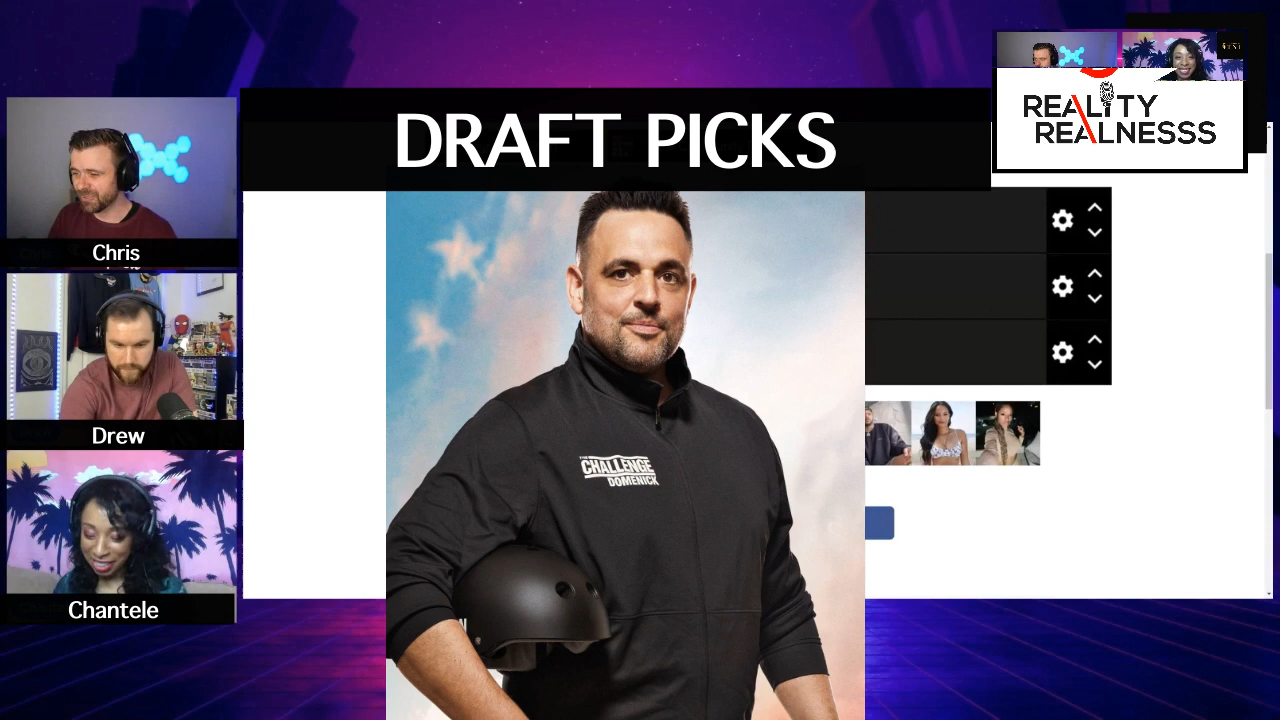 DRAFT PICKS
REALITY
REALNESSS
Chris
Drew
Chantele
THE
CHALLENGE
DOMENICK